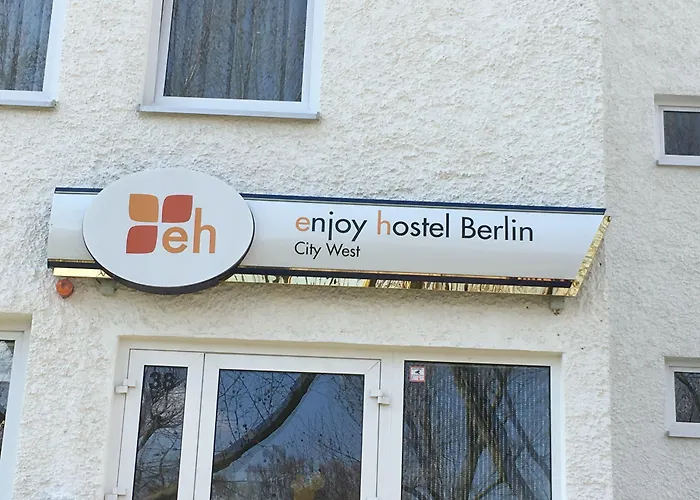 eh
enjoy hostel Berlin
City West